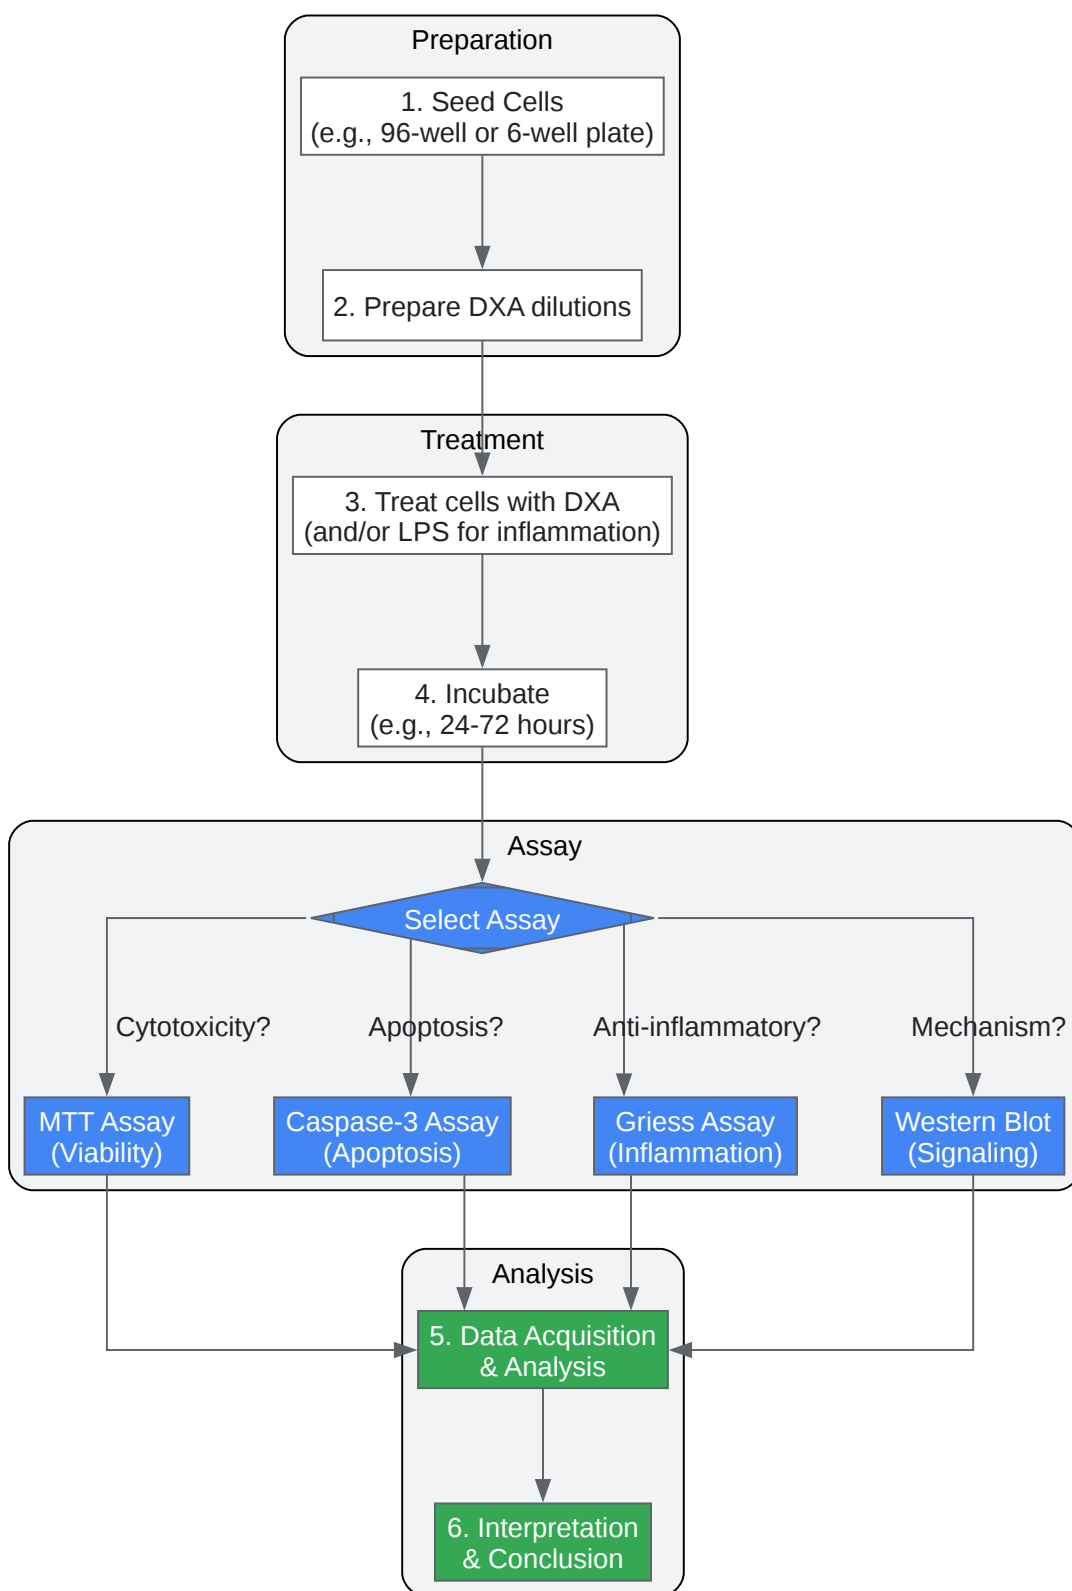 Preparation
1. Seed Cells
(e.g., 96-well or 6-well plate)
2. Prepare DXA dilutions
Treatment
3. Treat cells with DXA
(and/or LPS for inflammation)
4. Incubate
(e.g., 24-72 hours)
Assay
Select Assay
Cytotoxicity?
Apoptosis?
Anti-inflammatory?
Mechanism?
MTT Assay
(Viability)
Caspase-3 Assay
(Apoptosis)
Griess Assay
(Inflammation)
Western Blot
(Signaling)
Analysis
5. Data Acquisition
& Analysis
6. Interpretation
& Conclusion